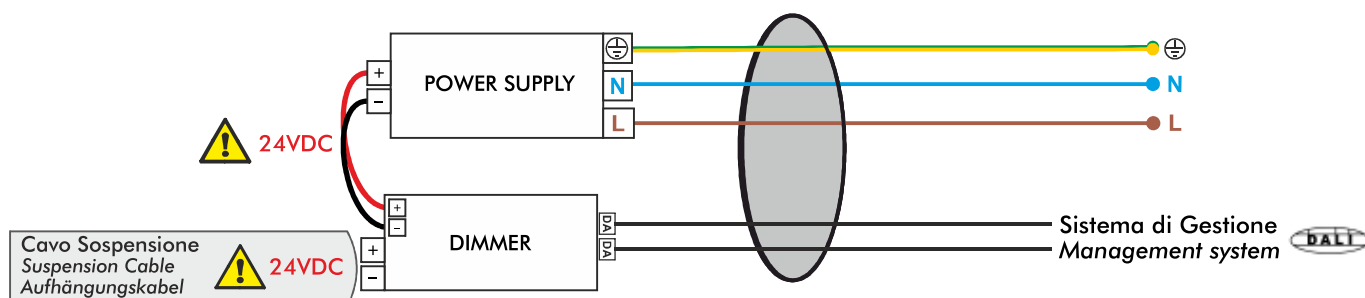 POWER SUPPLY
+
−
N
L
N
L
24VDC
DIMMER
+
−
+
−
DA
DA
Sistema di Gestione
Management system
DALI
Cavo Sospensione
Suspension Cable
Aufhängungskabel
24VDC